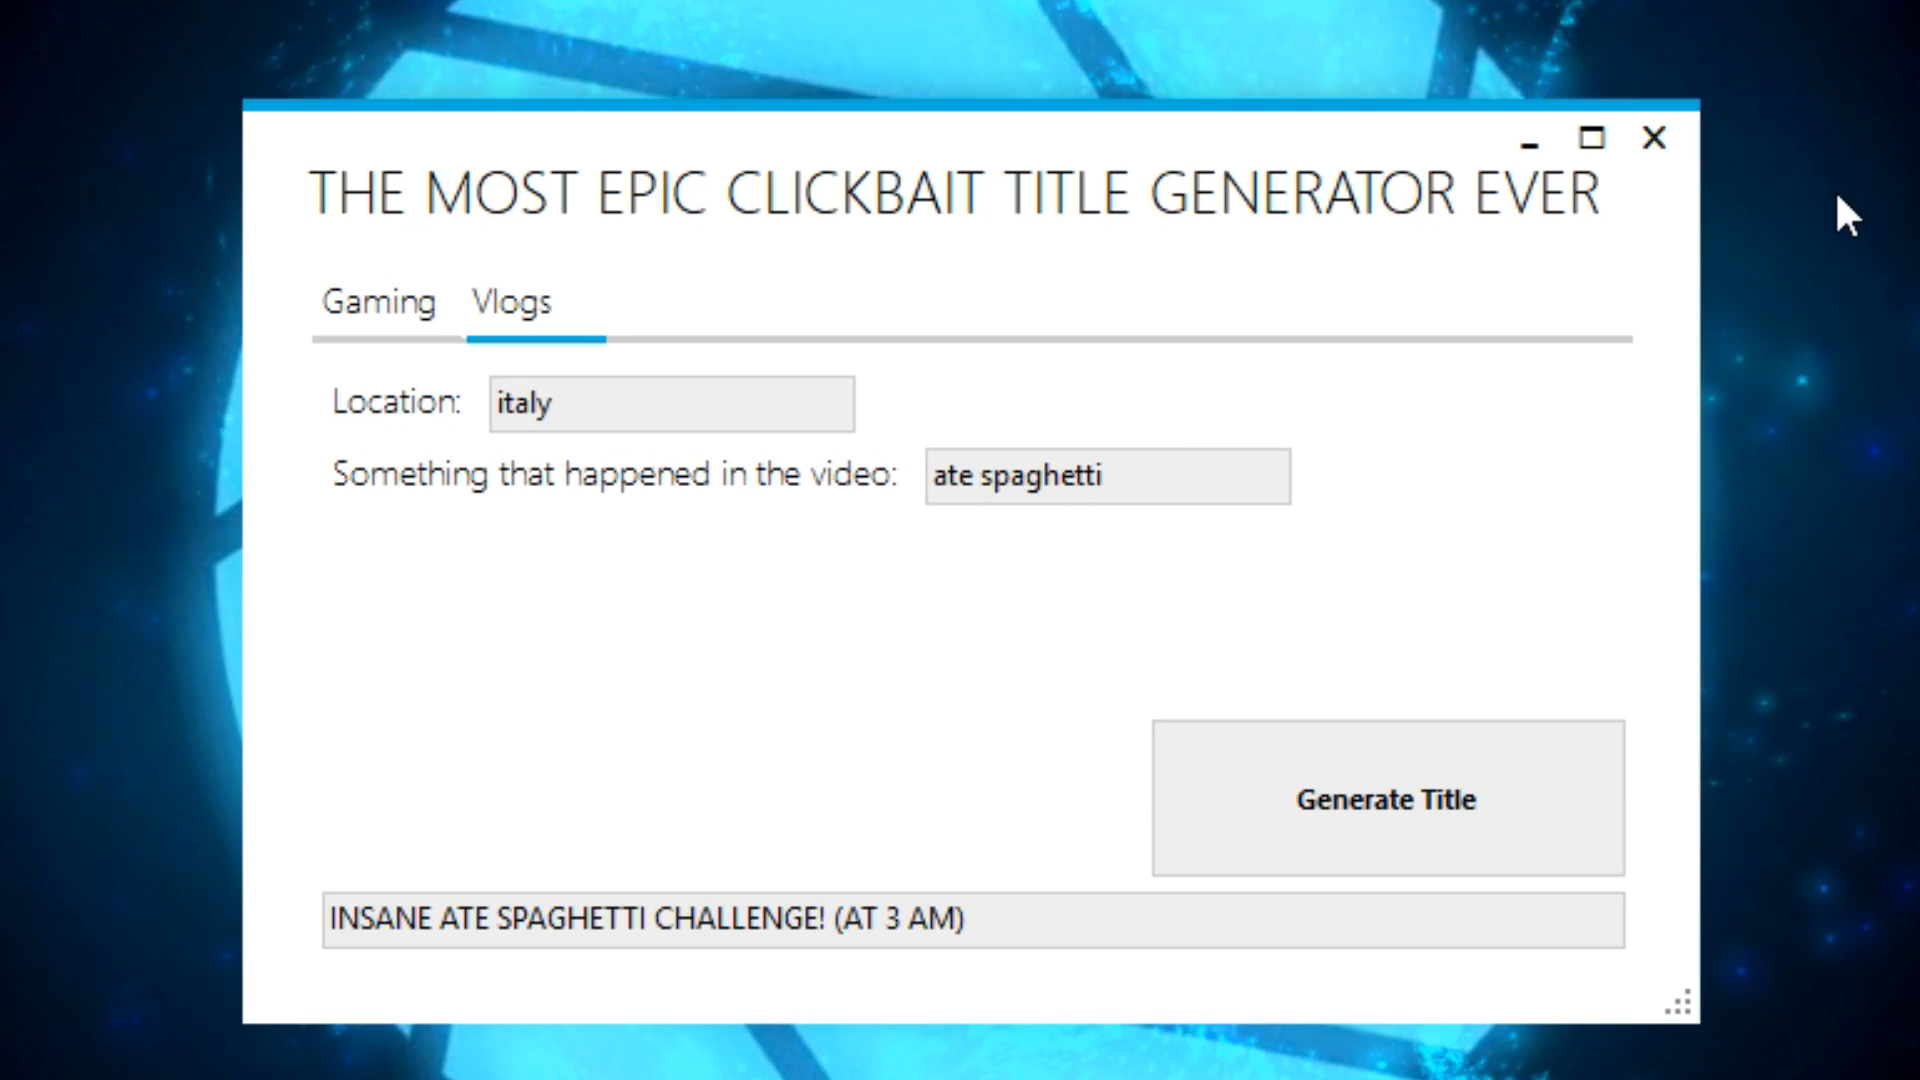 THE MOST EPIC CLICKBAIT TITLE GENERATOR EVER
Gaming Vlogs
Location: italy
Something that happened in the video: ate spaghetti
Generate Title
INSANE ATE SPAGHETTI CHALLENGE! (AT 3 AM)